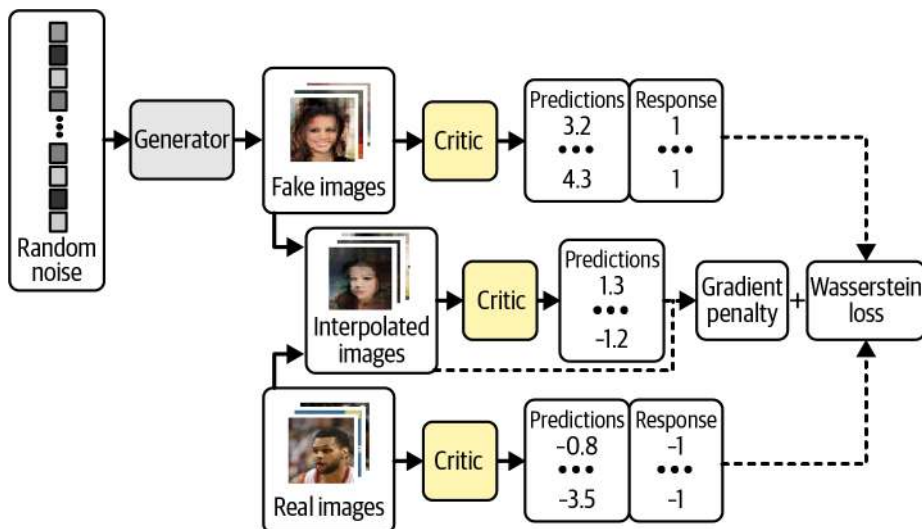 Random
noise
Generator
Fake images
Critic
Predictions
3.2
•••
4.3
Response
1
•••
1
Interpolated
images
Critic
Predictions
1.3
•••
–1.2
Gradient
penalty
+
Wasserstein
loss
Real images
Critic
Predictions
–0.8
•••
–3.5
Response
–1
•••
–1